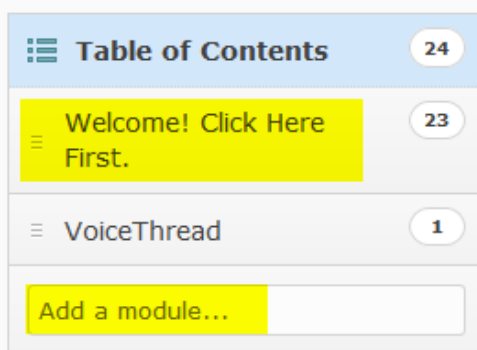 Table of Contents 24
Welcome! Click Here 23
First.
VoiceThread 1
Add a module...